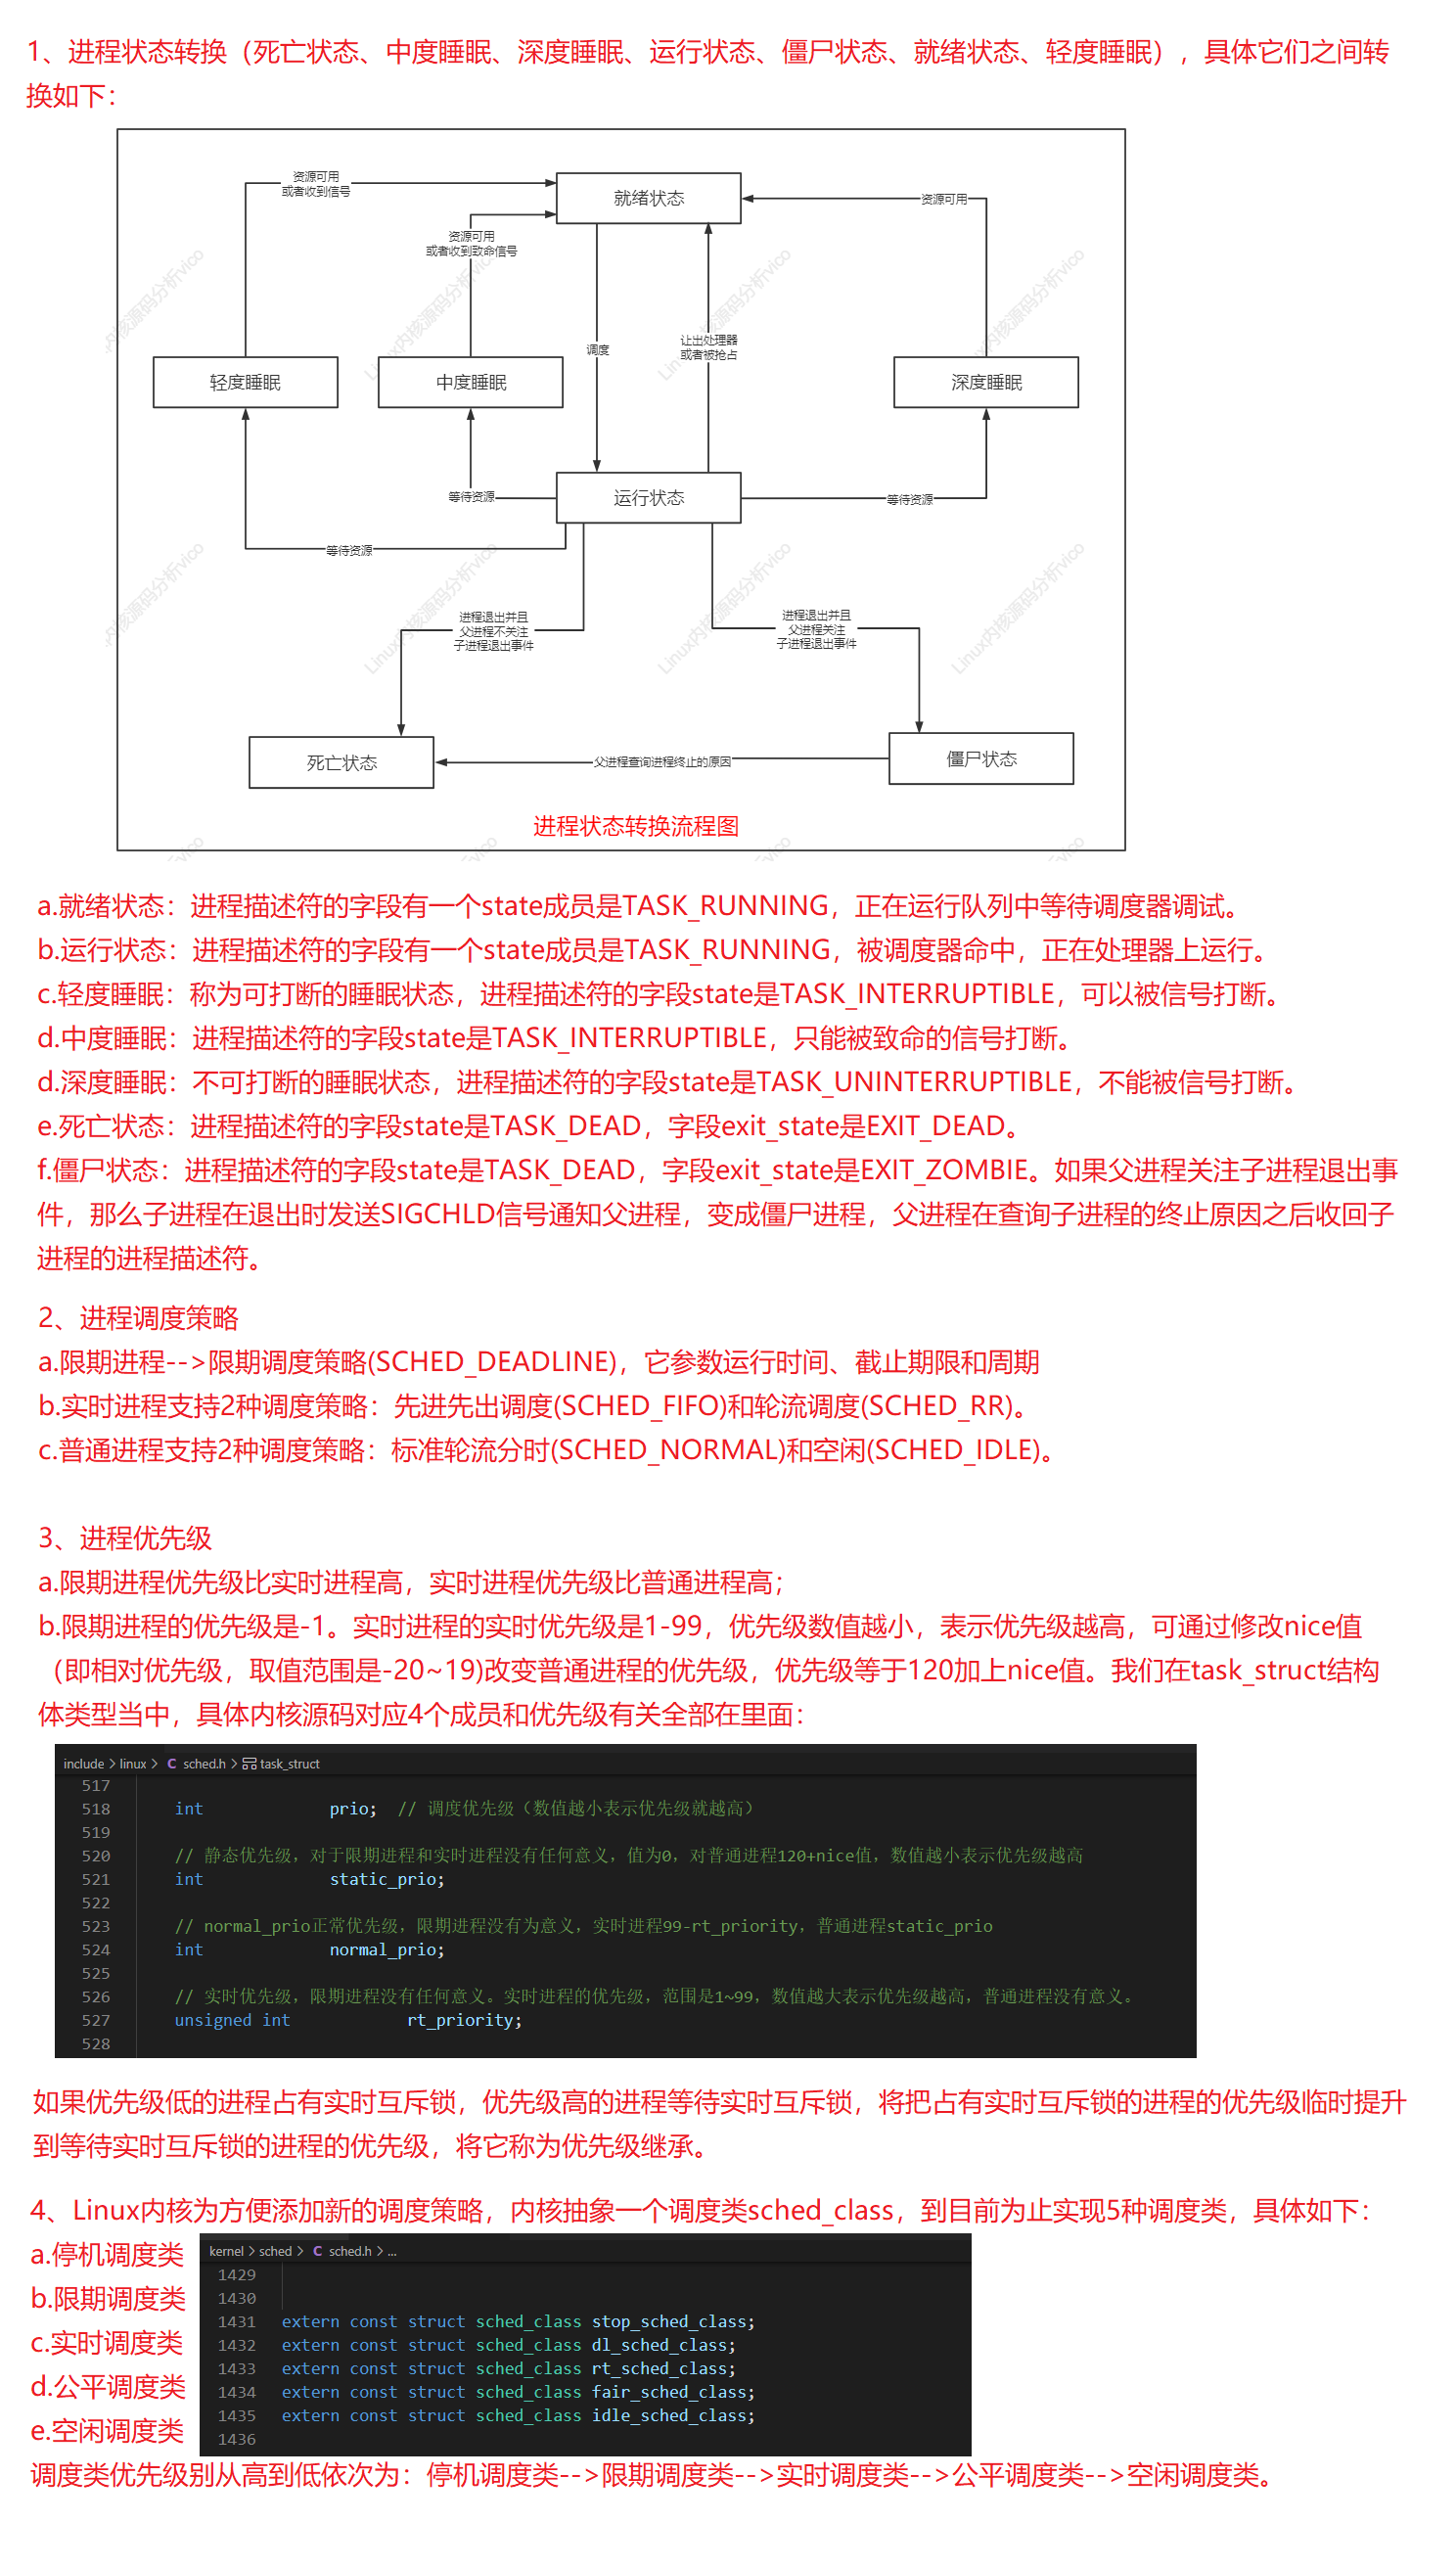 1、进程状态转换（死亡状态、中度睡眠、深度睡眠、运行状态、僵尸状态、就绪状态、轻度睡眠），具体它们之间转
换如下：
资源可用
或者收到信号
就绪状态
资源可用
资源可用
或者收到致命信号
调度
让出处理器
或者被抢占
轻度睡眠
中度睡眠
深度睡眠
等待资源
运行状态
等待资源
等待资源
进程退出并且
父进程不关注
子进程退出事件
进程退出并且
父进程关注
子进程退出事件
死亡状态
父进程查询进程终止的原因
僵尸状态
进程状态转换流程图
Linux内核源码分析vico
a.就绪状态：进程描述符的字段有一个state成员是TASK_RUNNING，正在运行队列中等待调度器调试。
b.运行状态：进程描述符的字段有一个state成员是TASK_RUNNING，被调度器命中，正在处理器上运行。
c.轻度睡眠：称为可打断的睡眠状态，进程描述符的字段state是TASK_INTERRUPTIBLE，可以被信号打断。
d.中度睡眠：进程描述符的字段state是TASK_INTERRUPTIBLE，只能被致命的信号打断。
d.深度睡眠：不可打断的睡眠状态，进程描述符的字段state是TASK_UNINTERRUPTIBLE，不能被信号打断。
e.死亡状态：进程描述符的字段state是TASK_DEAD，字段exit_state是EXIT_DEAD。
f.僵尸状态：进程描述符的字段state是TASK_DEAD，字段exit_state是EXIT_ZOMBIE。如果父进程关注子进程退出事
件，那么子进程在退出时发送SIGCHLD信号通知父进程，变成僵尸进程，父进程在查询子进程的终止原因之后收回子
进程的进程描述符。
2、进程调度策略
a.限期进程-->限期调度策略(SCHED_DEADLINE)，它参数运行时间、截止期限和周期
b.实时进程支持2种调度策略：先进先出调度(SCHED_FIFO)和轮流调度(SCHED_RR)。
c.普通进程支持2种调度策略：标准轮流分时(SCHED_NORMAL)和空闲(SCHED_IDLE)。
3、进程优先级
a.限期进程优先级比实时进程高，实时进程优先级比普通进程高；
b.限期进程的优先级是-1。实时进程的实时优先级是1-99，优先级数值越小，表示优先级越高，可通过修改nice值
（即相对优先级，取值范围是-20~19)改变普通进程的优先级，优先级等于120加上nice值。我们在task_struct结构
体类型当中，具体内核源码对应4个成员和优先级有关全部在里面：
include > linux > C sched.h > task_struct
517
518 int prio; // 调度优先级（数值越小表示优先级就越高）
519
520 // 静态优先级，对于限期进程和实时进程没有任何意义，值为0，对普通进程120+nice值，数值越小表示优先级越高
521 int static_prio;
522
523 // normal_prio正常优先级，限期进程没有为意义，实时进程99-rt_priority，普通进程static_prio
524 int normal_prio;
525
526 // 实时优先级，限期进程没有任何意义。实时进程的优先级，范围是1~99，数值越大表示优先级越高，普通进程没有意义。
527 unsigned int rt_priority;
528
如果优先级低的进程占有实时互斥锁，优先级高的进程等待实时互斥锁，将把占有实时互斥锁的进程的优先级临时提升
到等待实时互斥锁的进程的优先级，将它称为优先级继承。
4、Linux内核为方便添加新的调度策略，内核抽象一个调度类sched_class，到目前为止实现5种调度类，具体如下：
a.停机调度类
b.限期调度类
c.实时调度类
d.公平调度类
e.空闲调度类
kernel > sched > C sched.h > ...
1429
1430
1431 extern const struct sched_class stop_sched_class;
1432 extern const struct sched_class dl_sched_class;
1433 extern const struct sched_class rt_sched_class;
1434 extern const struct sched_class fair_sched_class;
1435 extern const struct sched_class idle_sched_class;
1436
调度类优先级别从高到低依次为：停机调度类-->限期调度类-->实时调度类-->公平调度类-->空闲调度类。